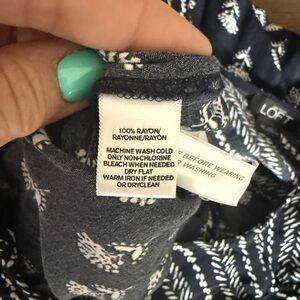 100% RAYON/
RAYONNE/RAYÓN
MACHINE WASH COLD
ONLY NON-CHLORINE
BLEACH WHEN NEEDED
DRY FLAT
WARM IRON IF NEEDED
OR DRYCLEAN
E BEFORE WEARING
WASHING
LOFT